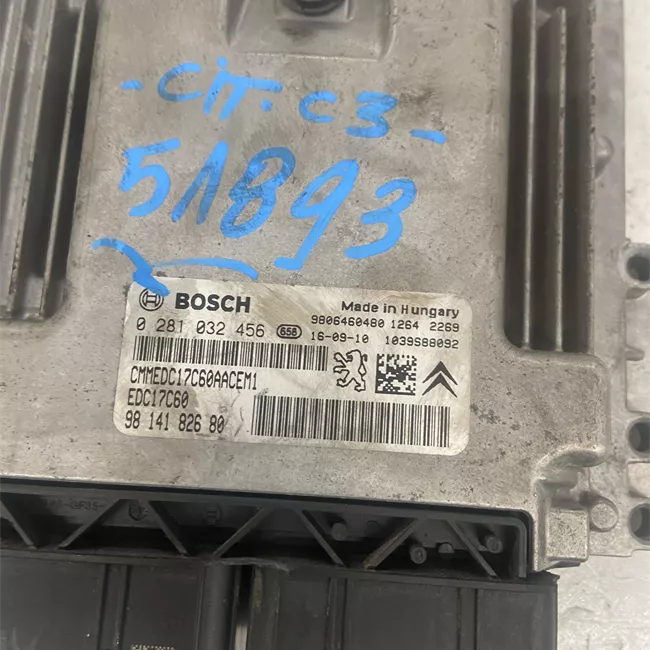 - CIT. C3 -
51893
BOSCH
Made in Hungary
0 281 032 456 658
9806460480 1264 2269
16-09-10 1039S88092
CMMEDC17C60AACEM1
EDC17C60
98 141 826 80